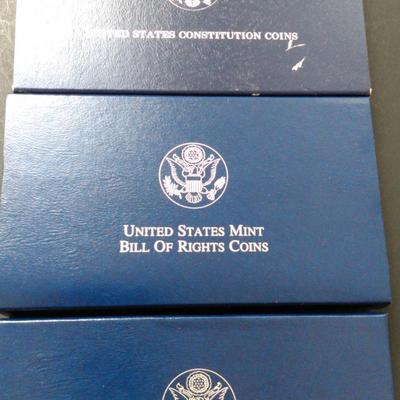 UNITED STATES CONSTITUTION COINS
UNITED STATES MINT
BILL OF RIGHTS COINS